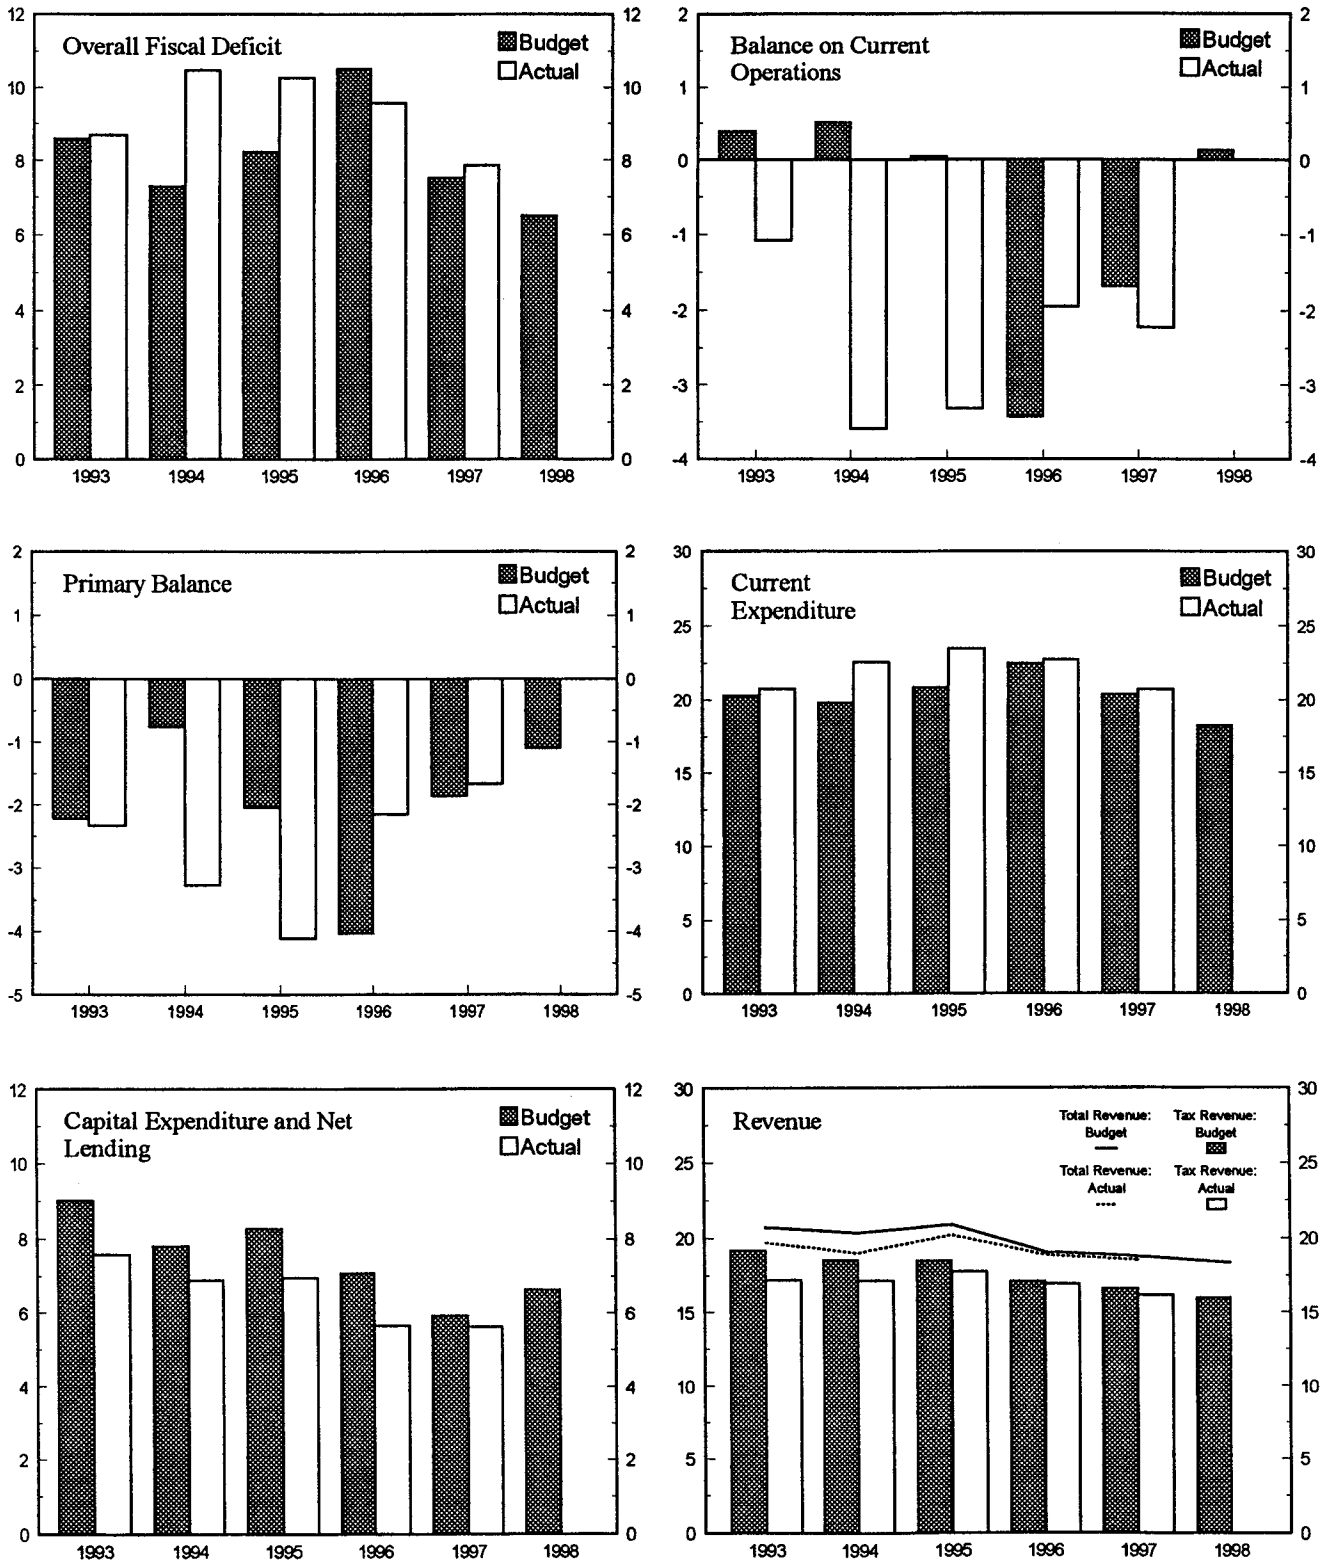 Overall Fiscal Deficit
Budget
Actual
12
10
8
6
4
2
0
12
10
8
6
4
2
0
1993 1994 1995 1996 1997 1998
Balance on Current
Operations
Budget
Actual
2
1
0
-1
-2
-3
-4
2
1
0
-1
-2
-3
-4
1993 1994 1995 1996 1997 1998
Primary Balance
Budget
Actual
2
1
0
-1
-2
-3
-4
-5
2
1
0
-1
-2
-3
-4
-5
1993 1994 1995 1996 1997 1998
Current
Expenditure
Budget
Actual
30
25
20
15
10
5
0
30
25
20
15
10
5
0
1993 1994 1995 1996 1997 1998
Capital Expenditure and Net
Lending
Budget
Actual
12
10
8
6
4
2
0
12
10
8
6
4
2
0
1993 1994 1995 1996 1997 1998
Revenue
Total Revenue: Tax Revenue:
Budget Budget
Total Revenue: Tax Revenue:
Actual Actual
30
25
20
15
10
5
0
30
25
20
15
10
5
0
1993 1994 1995 1996 1997 1998